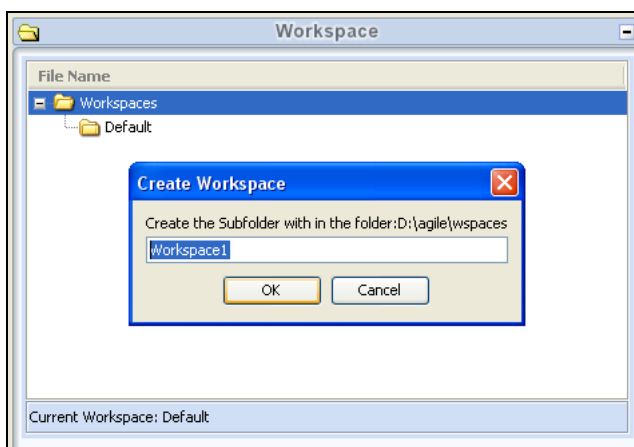 Workspace
File Name
Workspaces
Default
Create Workspace
Create the Subfolder with in the folder:D:\agile\wspaces
Workspace1
OK Cancel
Current Workspace: Default